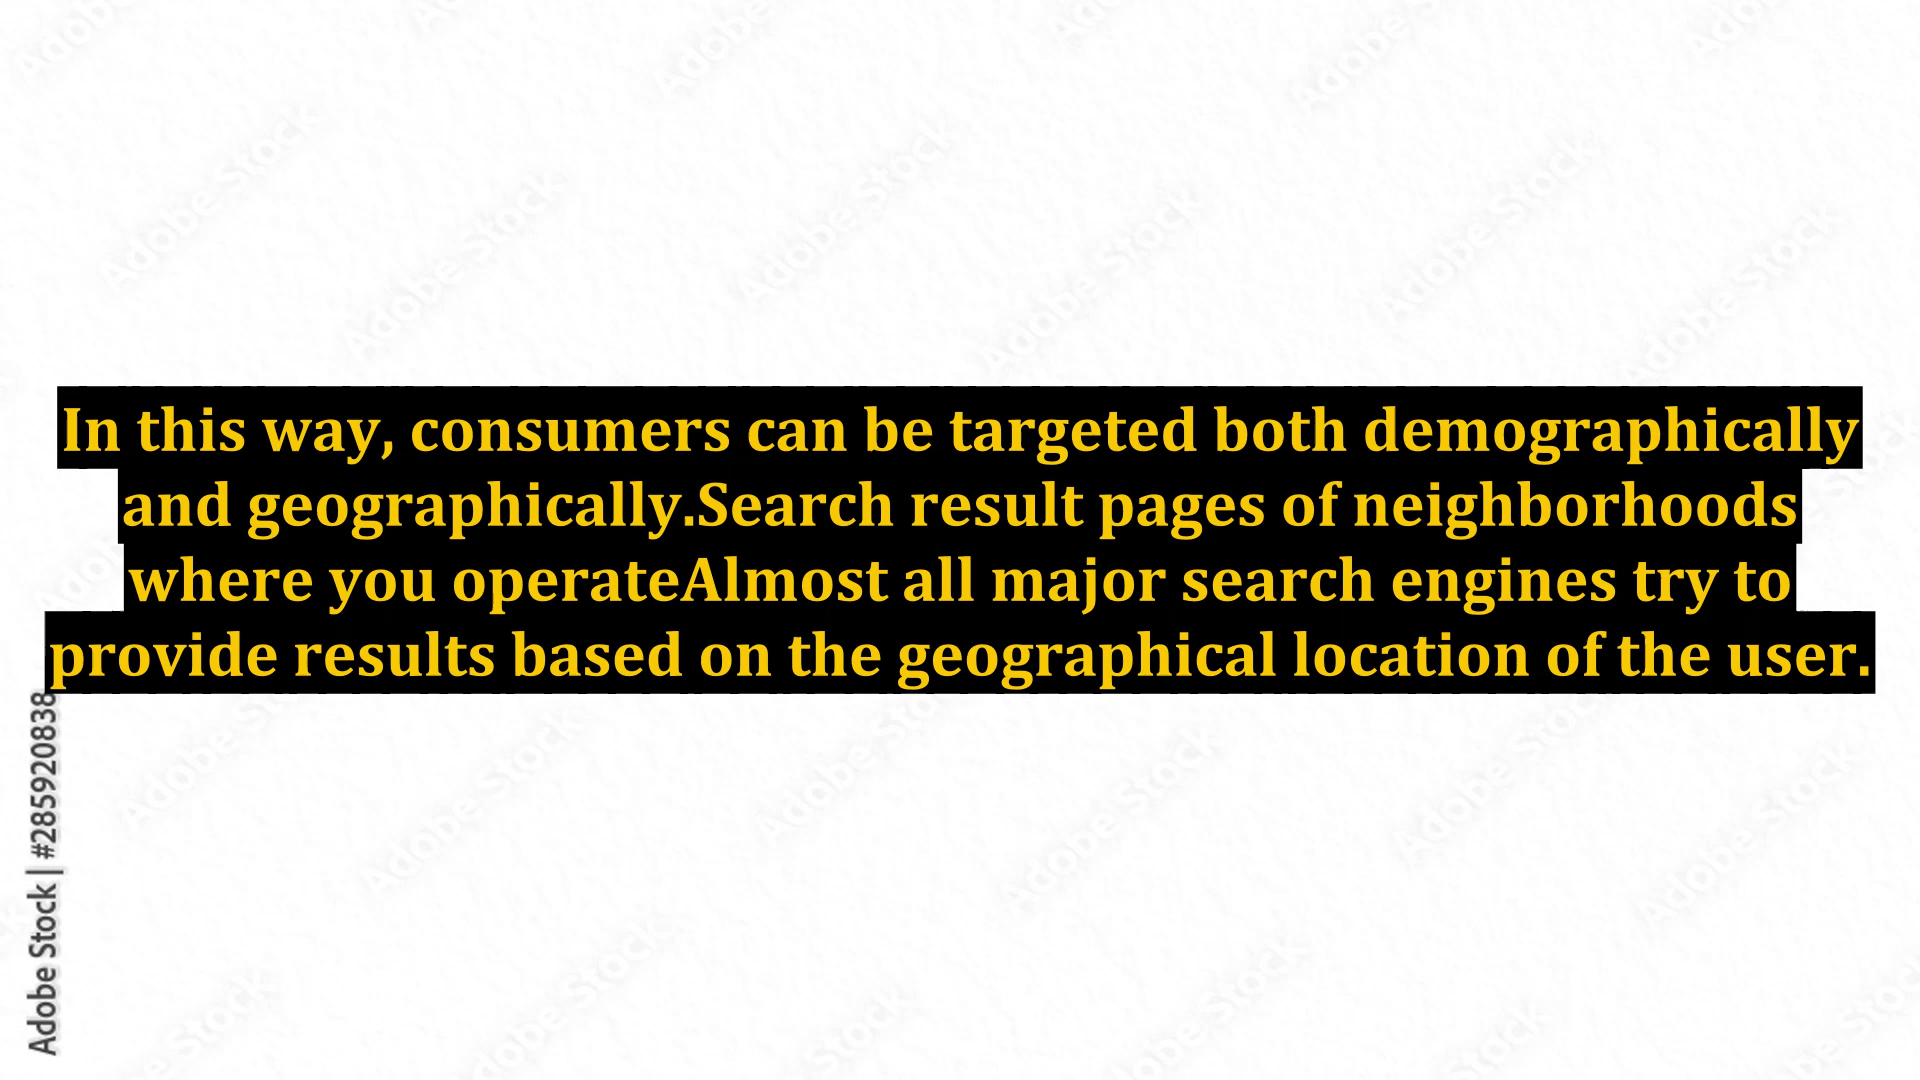 In this way, consumers can be targeted both demographically
and geographically.Search result pages of neighborhoods
where you operateAlmost all major search engines try to
provide results based on the geographical location of the user.
Adobe Stock | #285920838